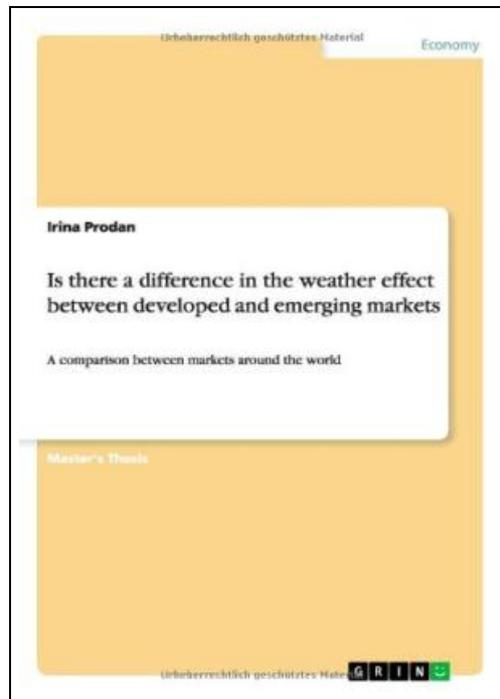 Urheberrechtlich geschütztes Material
Economy
Irina Prodan
Is there a difference in the weather effect
between developed and emerging markets
A comparison between markets around the world
Master's Thesis
Urheberrechtlich geschütztes Mate
GRIN